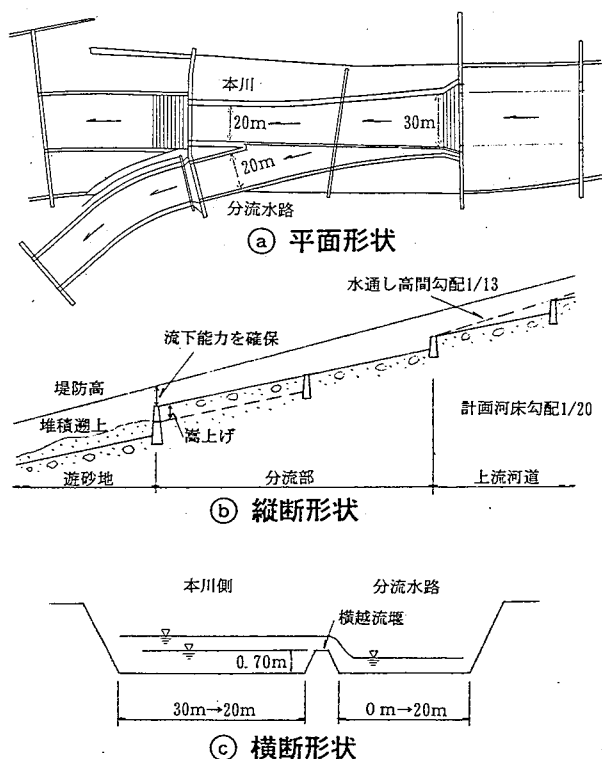 本川
20m
30m
20m
分流水路
ⓐ 平面形状
水通し高間勾配1/13
流下能力を確保
堤防高
堆積遡上
嵩上げ
計画河床勾配1/20
遊砂地
分流部
上流河道
ⓑ 縦断形状
本川側
分流水路
横越流堰
0.70m
30m→20m
0m→20m
ⓒ 横断形状